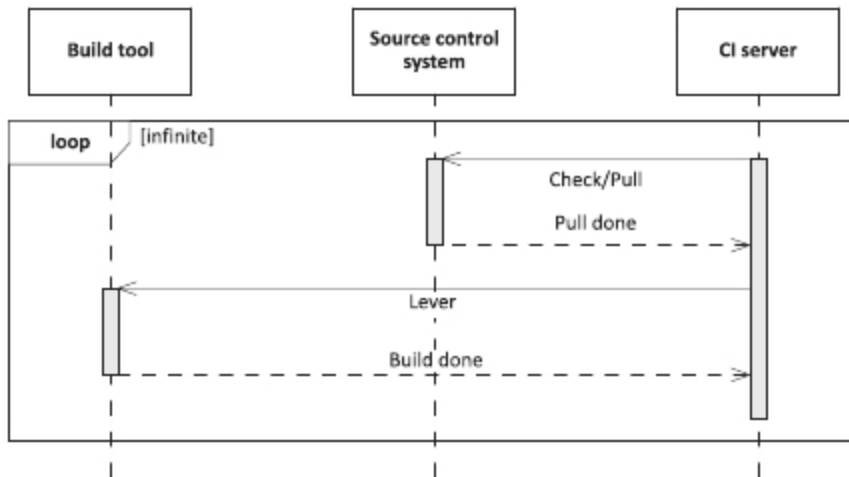 Build tool
Source control
system
CI server
loop
[infinite]
Check/Pull
Pull done
Lever
Build done